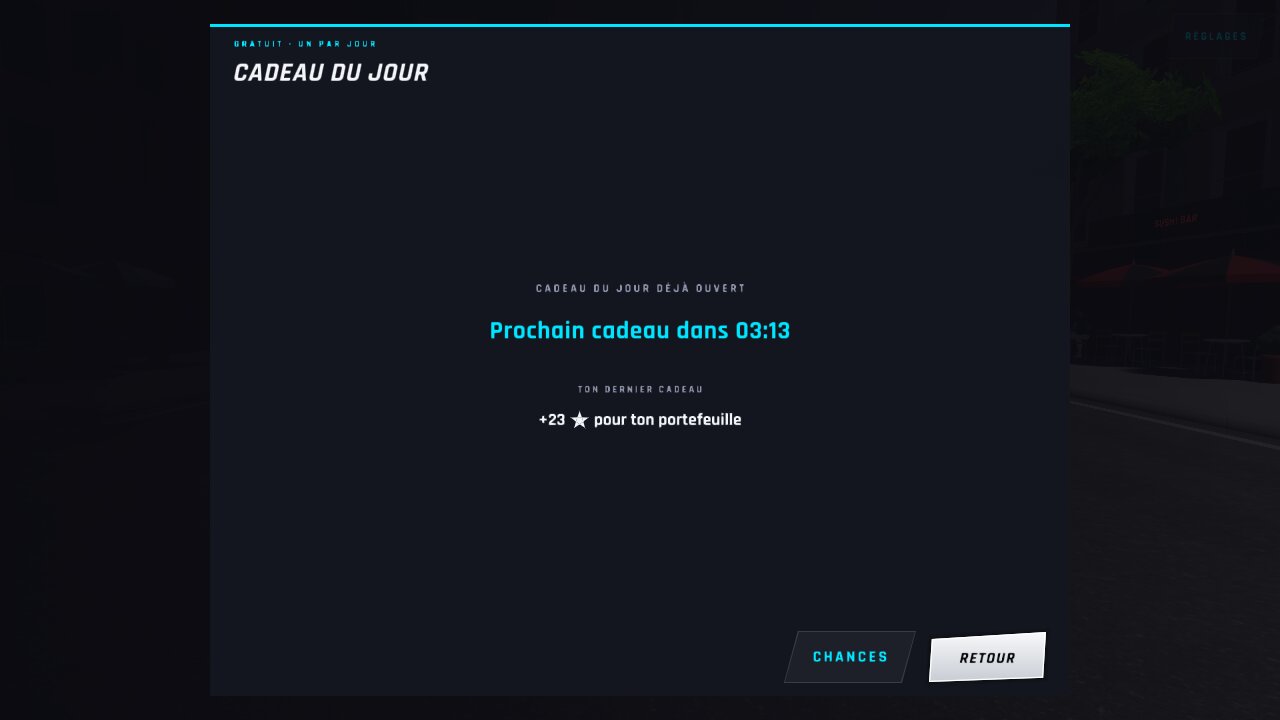 GRATUIT · UN PAR JOUR
CADEAU DU JOUR
RÉGLAGES
SUSHI BAR
CADEAU DU JOUR DÉJÀ OUVERT
Prochain cadeau dans 03:13
TON DERNIER CADEAU
+23 ★ pour ton portefeuille
CHANCES
RETOUR